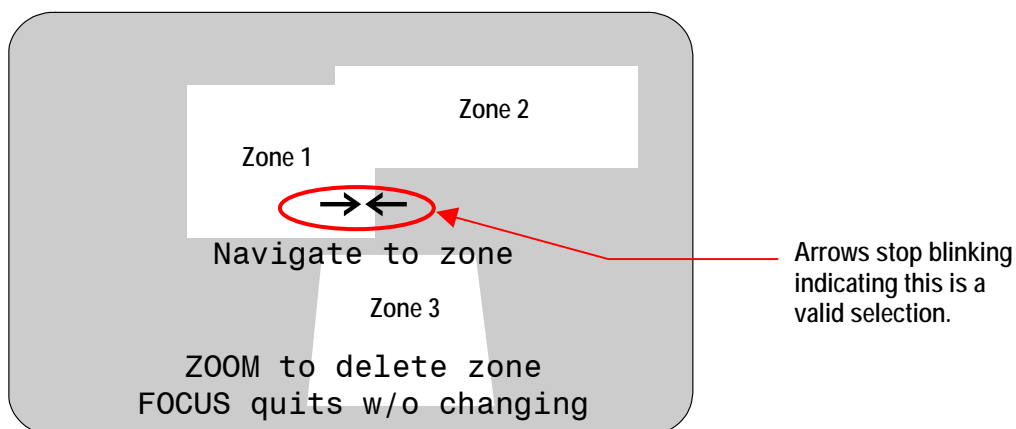 Zone 2
Zone 1
Navigate to zone
Arrows stop blinking
indicating this is a
valid selection.
Zone 3
ZOOM to delete zone
FOCUS quits w/o changing